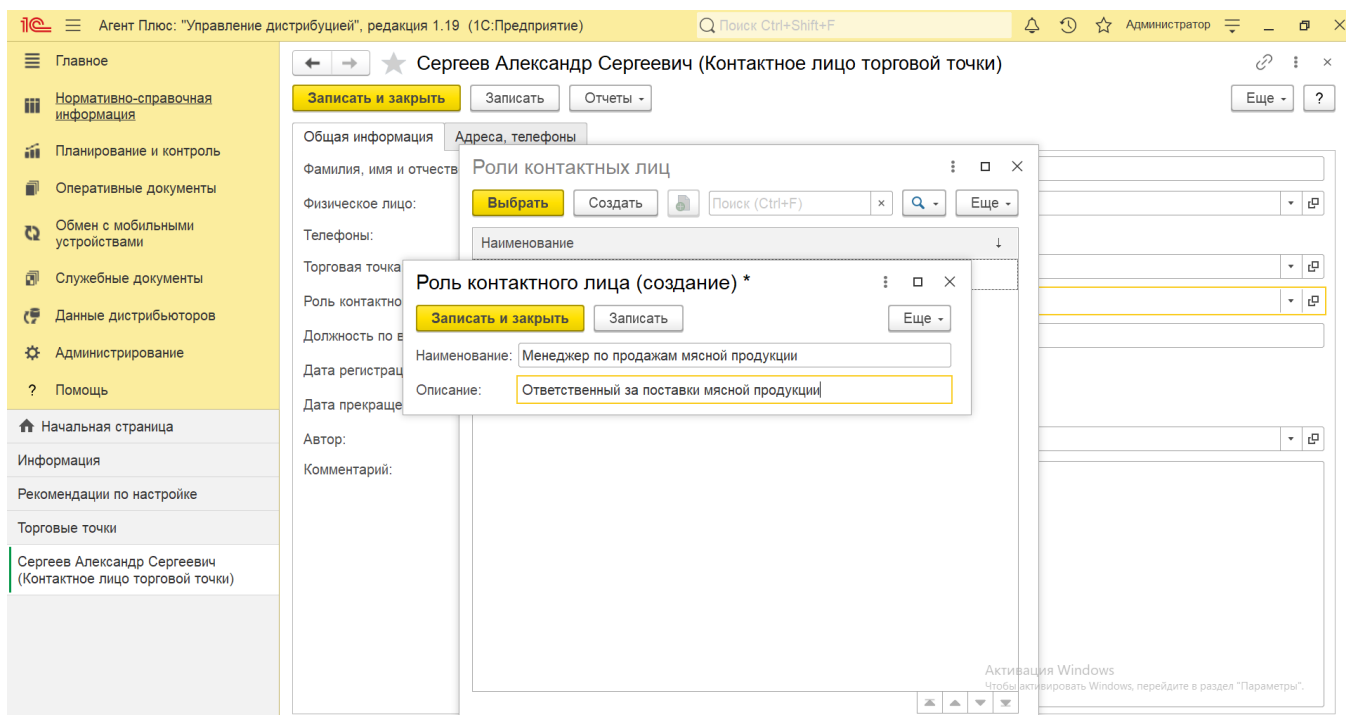 Агент Плюс: "Управление дистрибуцией", редакция 1.19 (1С:Предприятие)
Поиск Ctrl+Shift+F
Администратор
Главное
Нормативно-справочная
информация
Планирование и контроль
Оперативные документы
Обмен с мобильными
устройствами
Служебные документы
Данные дистрибьюторов
Администрирование
? Помощь
Начальная страница
Информация
Рекомендации по настройке
Торговые точки
Сергеев Александр Сергеевич
(Контактное лицо торговой точки)
Сергеев Александр Сергеевич (Контактное лицо торговой точки)
Записать и закрыть Записать Отчеты Еще ?
Общая информация Адреса, телефоны
Фамилия, имя и отчеств
Физическое лицо:
Телефоны:
Торговая точка
Роль контактно
Должность по в
Дата регистрац
Дата прекраще
Автор:
Комментарий:
Роли контактных лиц
Выбрать Создать Поиск (Ctrl+F) × Еще
Наименование ↓
Роль контактного лица (создание) *
Записать и закрыть Записать Еще
Наименование: Менеджер по продажам мясной продукции
Описание: Ответственный за поставки мясной продукции
Активация Windows
Чтобы активировать Windows, перейдите в раздел "Параметры".